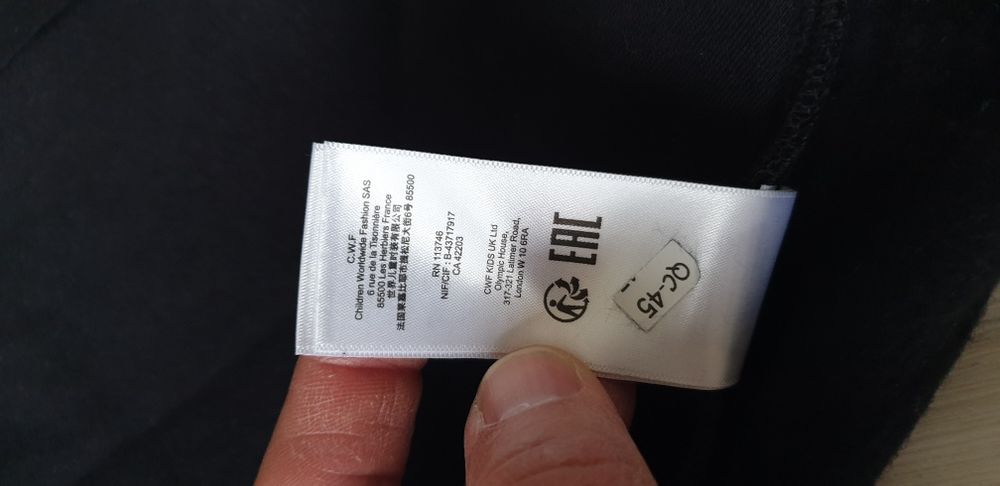 C.W.F
Children Worldwide Fashion SAS
6 rue de la Tisonnière
85500 Les Herbiers France
世界儿童时装有限公司
法国莱塞比耶市蒂松尼大街6号 85500
RN 113746
NIF/CIF : B-43717917
CA 42203
CWF KIDS UK Ltd
Olympic House,
317-321 Latimer Road,
London W 10 6RA
EAC
QC-45